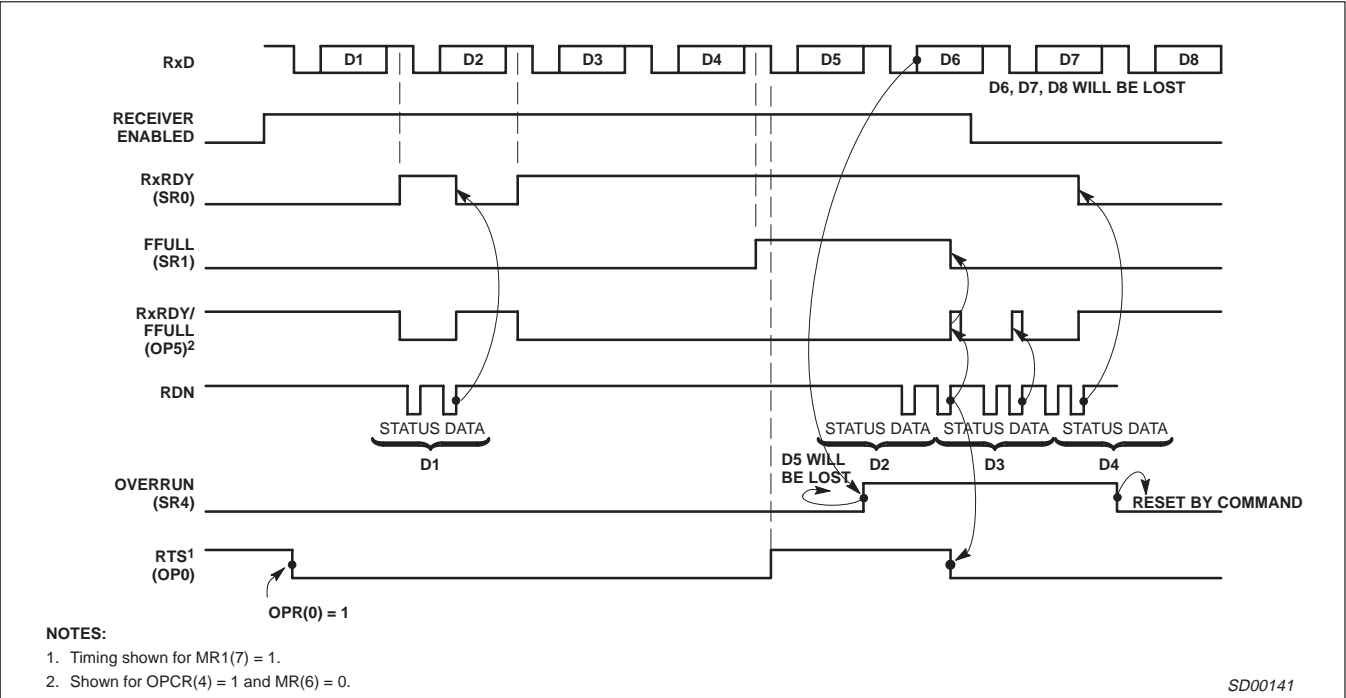 RxD D1 D2 D3 D4 D5 D6 D7 D8
D6, D7, D8 WILL BE LOST
RECEIVER
ENABLED
RxRDY
(SR0)
FFULL
(SR1)
RxRDY/
FFULL
(OP5)2
RDN
STATUS DATA STATUS DATA STATUS DATA STATUS DATA
D1 D2 D3 D4
D5 WILL
BE LOST
OVERRUN
(SR4)
RESET BY COMMAND
RTS1
(OP0)
OPR(0) = 1
NOTES:
1. Timing shown for MR1(7) = 1.
2. Shown for OPCR(4) = 1 and MR(6) = 0.
SD00141